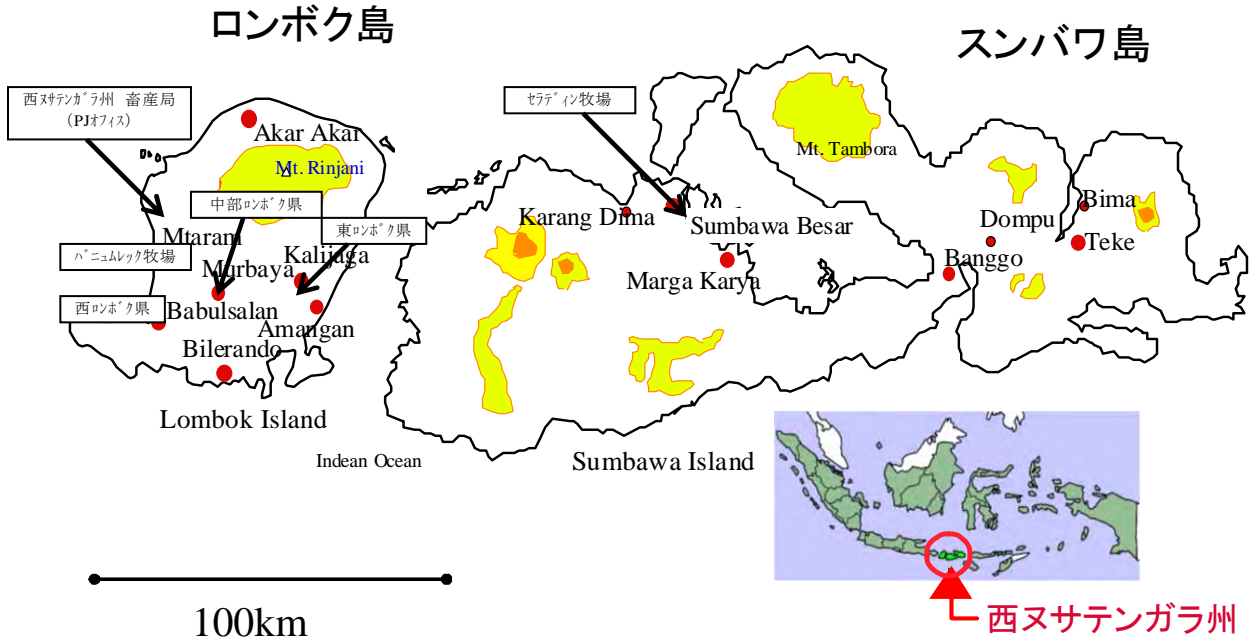 ロンボク島
スンバワ島
西ﾇｻﾃﾝｶﾞﾗ州 畜産局
(PJｵﾌｨｽ)
ｾﾗﾃﾞｨﾝ牧場
Akar Akar
Mt. Rinjani
Mt. Tambora
中部ﾛﾝﾎﾞｸ県
東ﾛﾝﾎﾞｸ県
Mtaram
Karang Dima
Sumbawa Besar
Dompu
Bima
Teke
ﾊﾞﾆｭﾑﾚｯｸ牧場
Murbaya
Kalijaga
Marga Karya
Banggo
西ﾛﾝﾎﾞｸ県
Babulsalan
Amangan
Bilerando
Lombok Island
Indean Ocean
Sumbawa Island
100km
西ヌサテンガラ州